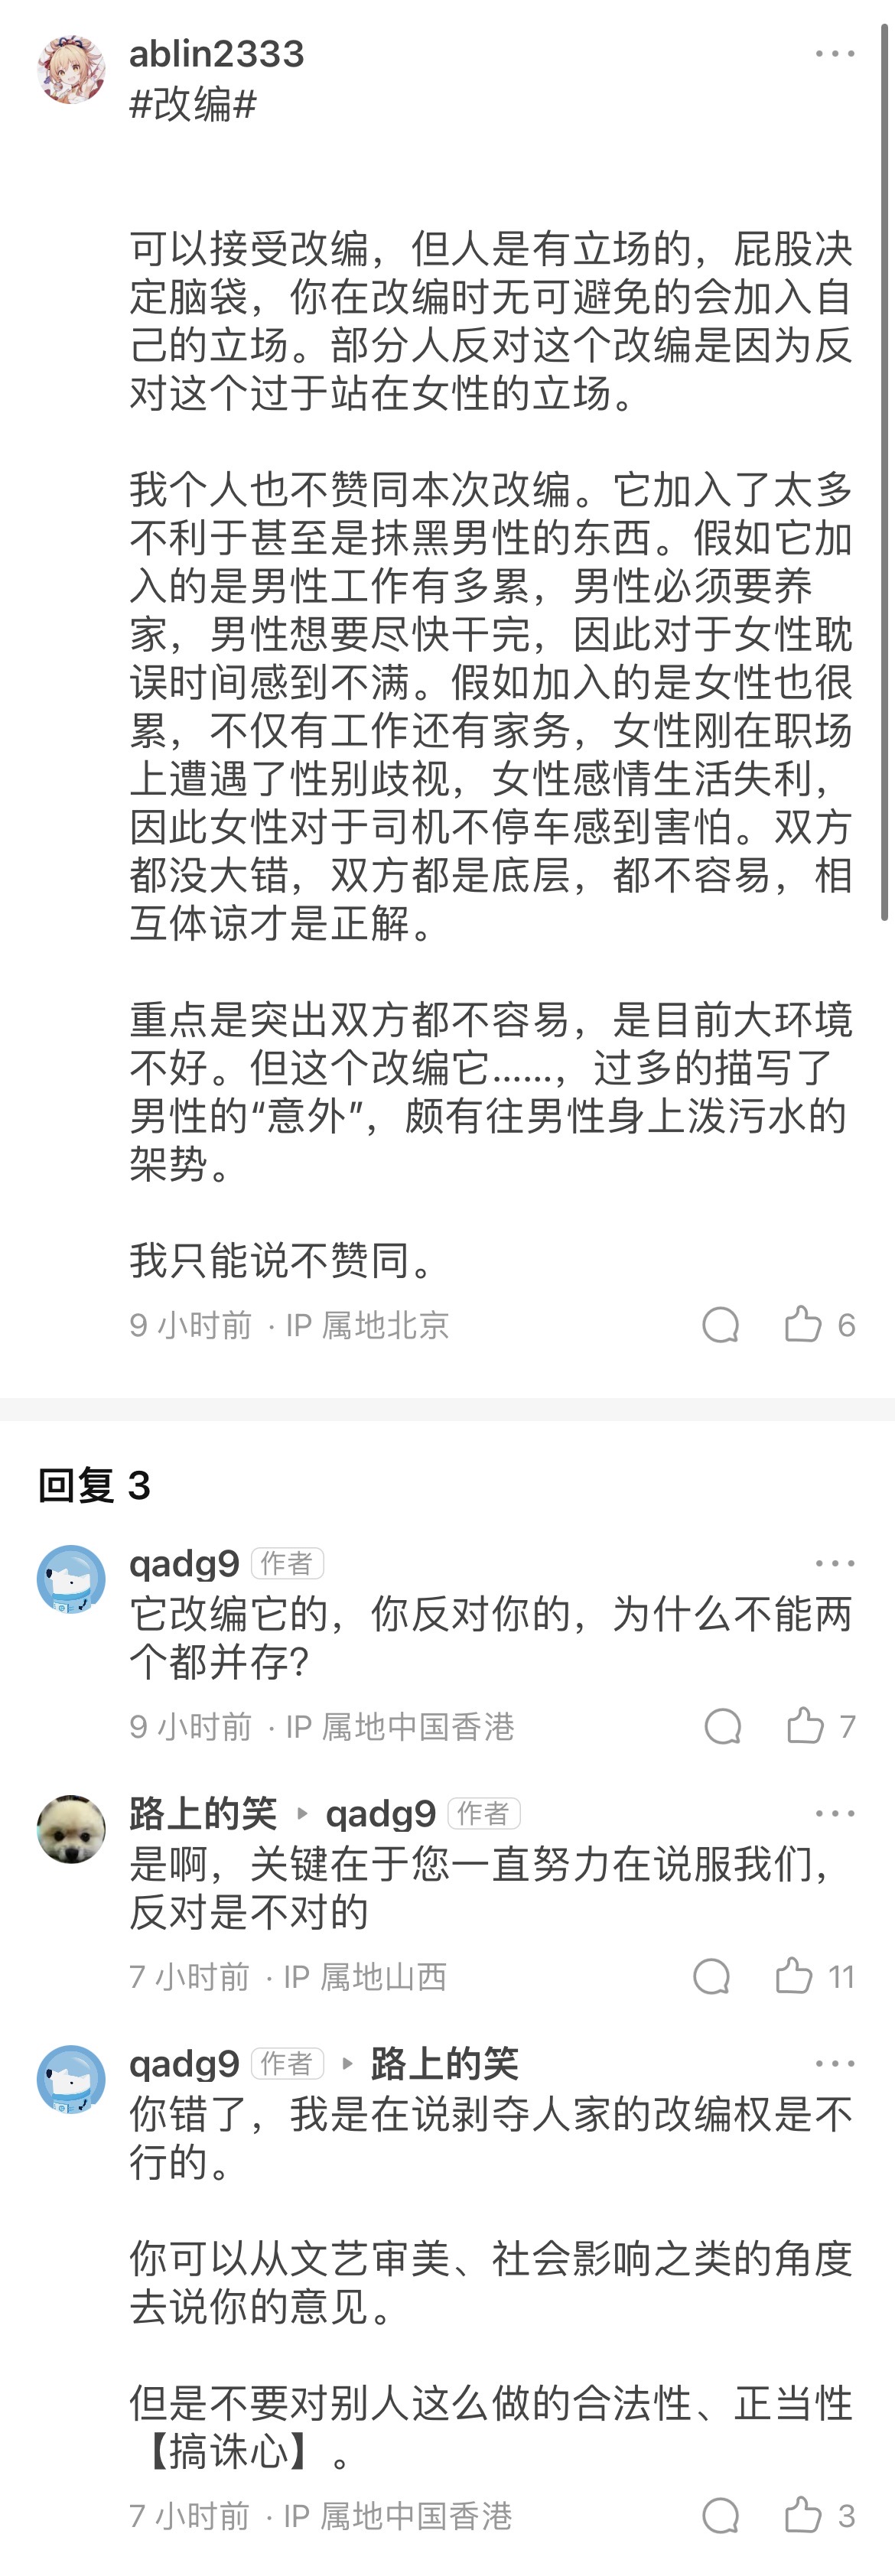 ablin2333
#改编#
可以接受改编，但人是有立场的，屁股决
定脑袋，你在改编时无可避免的会加入自
己的立场。部分人反对这个改编是因为反
对这个过于站在女性的立场。
我个人也不赞同本次改编。它加入了太多
不利于甚至是抹黑男性的东西。假如它加
入的是男性工作有多累，男性必须要养
家，男性想要尽快干完，因此对于女性耽
误时间感到不满。假如加入的是女性也很
累，不仅有工作还有家务，女性刚在职场
上遭遇了性别歧视，女性感情生活失利，
因此女性对于司机不停车感到害怕。双方
都没大错，双方都是底层，都不容易，相
互体谅才是正解。
重点是突出双方都不容易，是目前大环境
不好。但这个改编它......，过多的描写了
男性的“意外”，颇有往男性身上泼污水的
架势。
我只能说不赞同。
9 小时前 · IP 属地北京 6
回复 3
qadg9 作者
它改编它的，你反对你的，为什么不能两
个都并存?
9 小时前 · IP 属地中国香港 7
路上的笑 ▸ qadg9 作者
是啊，关键在于您一直努力在说服我们，
反对是不对的
7 小时前 · IP 属地山西 11
qadg9 作者 ▸ 路上的笑
你错了，我是在说剥夺人家的改编权是不
行的。
你可以从文艺审美、社会影响之类的角度
去说你的意见。
但是不要对别人这么做的合法性、正当性
【搞诛心】。
7 小时前 · IP 属地中国香港 3